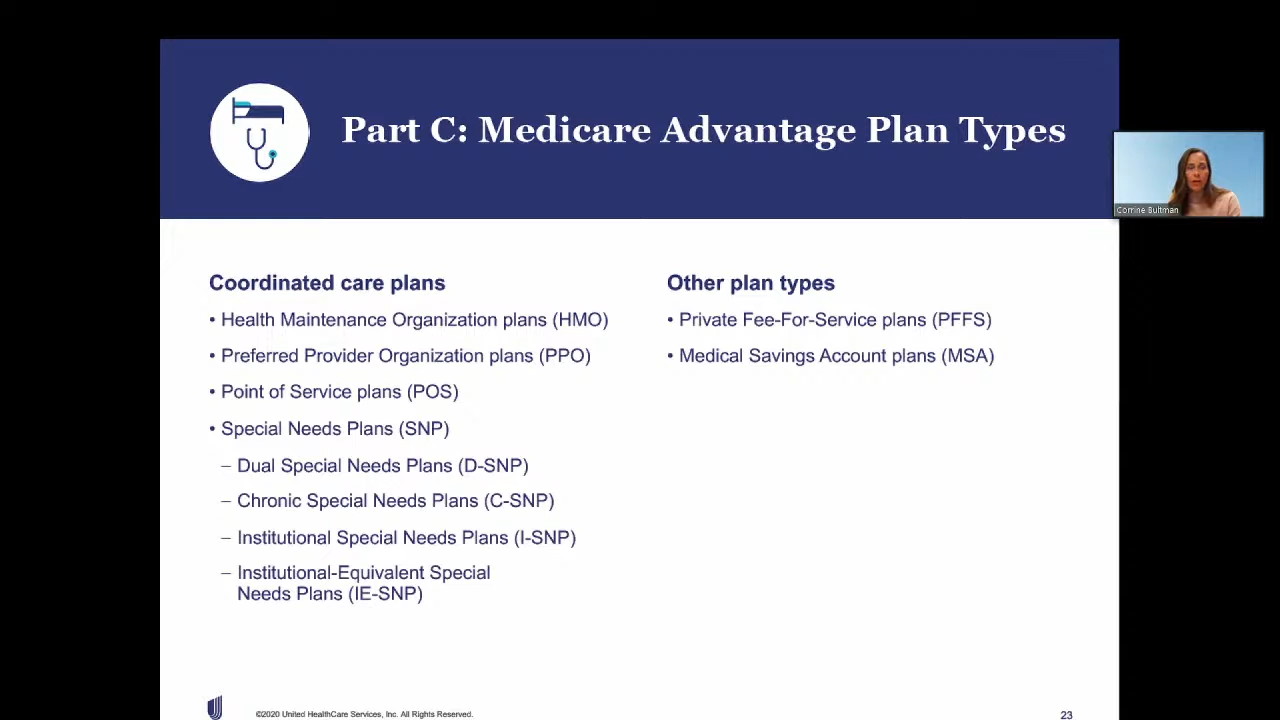 Part C: Medicare Advantage Plan Types
Corrine Bultman
Coordinated care plans
• Health Maintenance Organization plans (HMO)
• Preferred Provider Organization plans (PPO)
• Point of Service plans (POS)
• Special Needs Plans (SNP)
– Dual Special Needs Plans (D-SNP)
– Chronic Special Needs Plans (C-SNP)
– Institutional Special Needs Plans (I-SNP)
– Institutional-Equivalent Special
Needs Plans (IE-SNP)
Other plan types
• Private Fee-For-Service plans (PFFS)
• Medical Savings Account plans (MSA)
©2020 United HealthCare Services, Inc. All Rights Reserved.
23